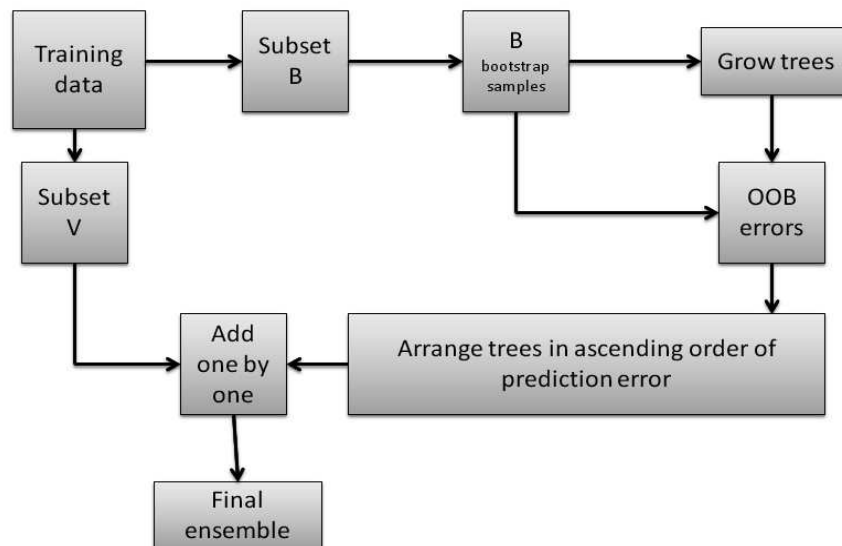 Training
data
Subset
B
B
bootstrap
samples
Grow trees
Subset
V
OOB
errors
Add
one by
one
Arrange trees in ascending order of
prediction error
Final
ensemble